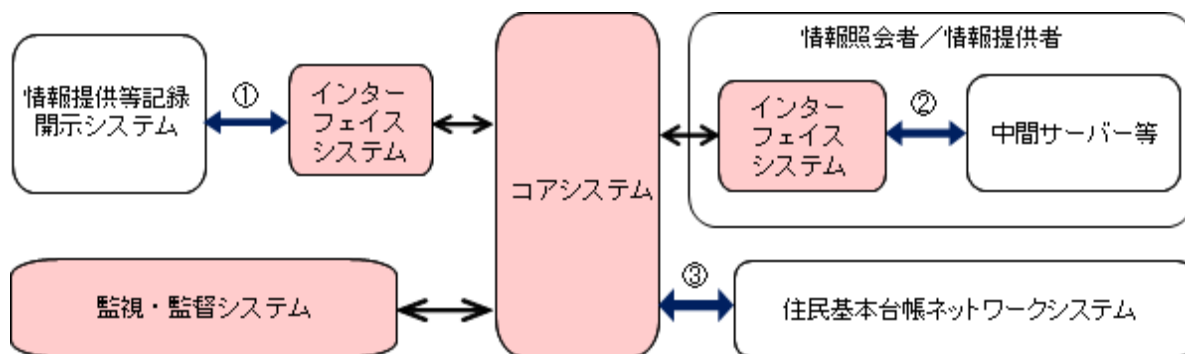 情報提供等記録
開示システム
①
インター
フェイス
システム
コアシステム
情報照会者／情報提供者
インター
フェイス
システム
②
中間サーバー等
監視・監督システム
③
住民基本台帳ネットワークシステム